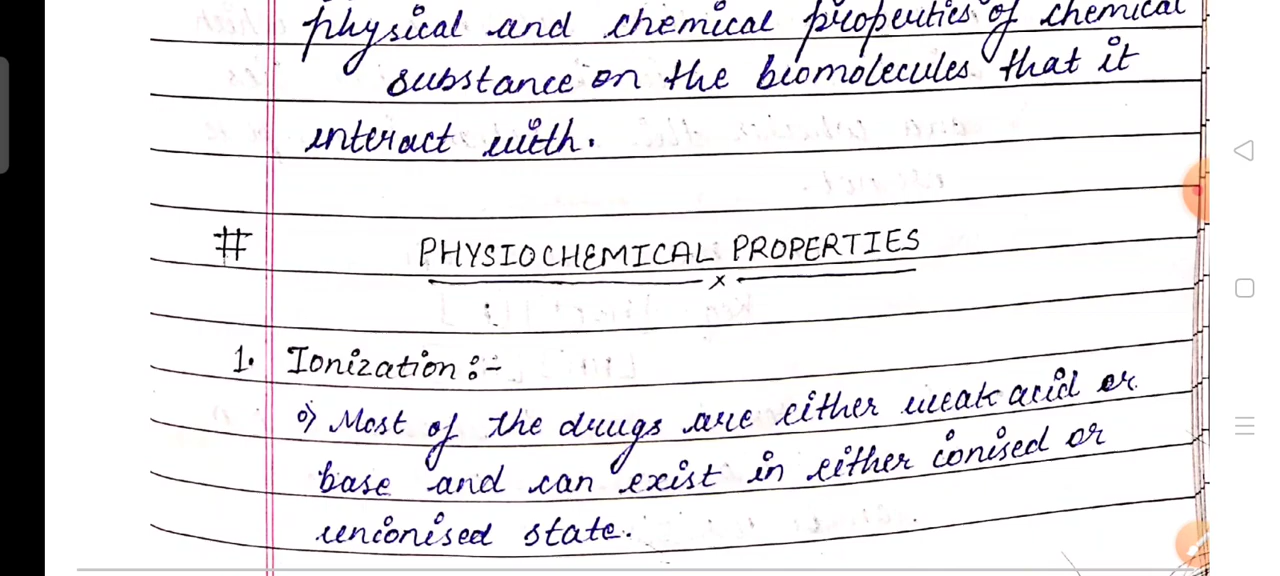 physical and chemical properties of chemical
substance on the biomolecules that it
interact with.
# PHYSIOCHEMICAL PROPERTIES
1. Ionization :-
o) Most of the drugs are either weak acid or
base and can exist in either ionised or
unionised state.